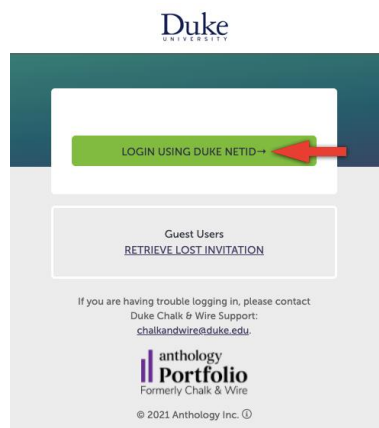 Duke
UNIVERSITY
LOGIN USING DUKE NETID→
Guest Users
RETRIEVE LOST INVITATION
If you are having trouble logging in, please contact
Duke Chalk & Wire Support:
chalkandwire@duke.edu.
anthology
Portfolio
Formerly Chalk & Wire
© 2021 Anthology Inc. ⓘ